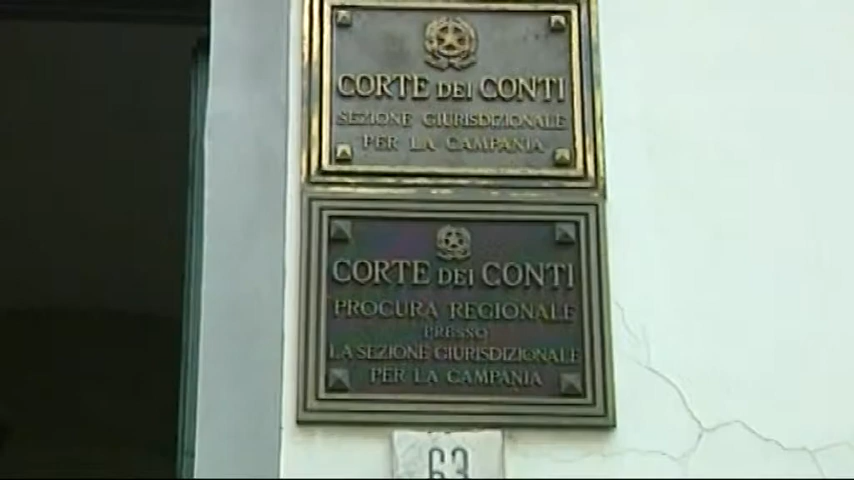 CORTE DEI CONTI
SEZIONE GIURISDIZIONALE
PER LA CAMPANIA
CORTE DEI CONTI
PROCURA REGIONALE
PRESSO
LA SEZIONE GIURISDIZIONALE
PER LA CAMPANIA
63